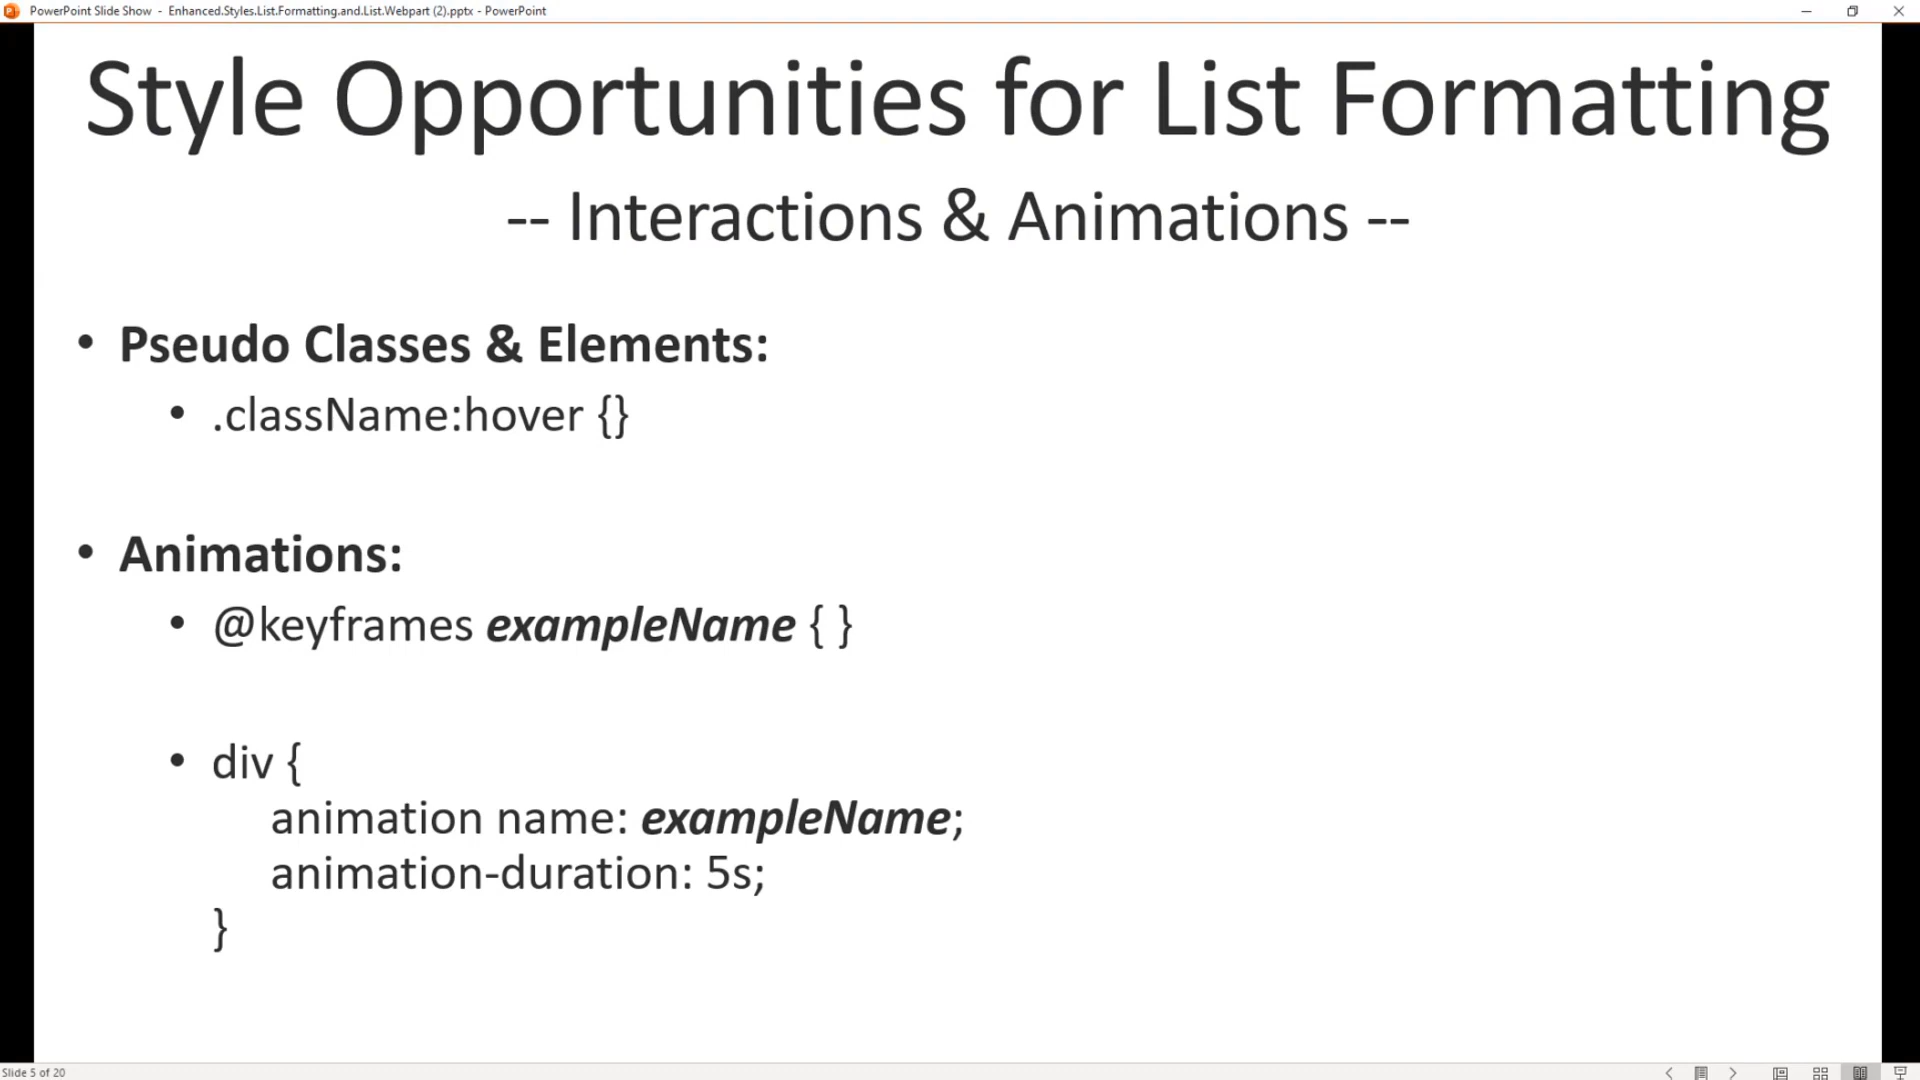 PowerPoint Slide Show - Enhanced.Styles.List.Formatting.and.List.Webpart (2).pptx - PowerPoint
Style Opportunities for List Formatting
-- Interactions & Animations --
• Pseudo Classes & Elements:
• .className:hover {}
• Animations:
• @keyframes exampleName { }
• div {
animation name: exampleName;
animation-duration: 5s;
}
Slide 5 of 20